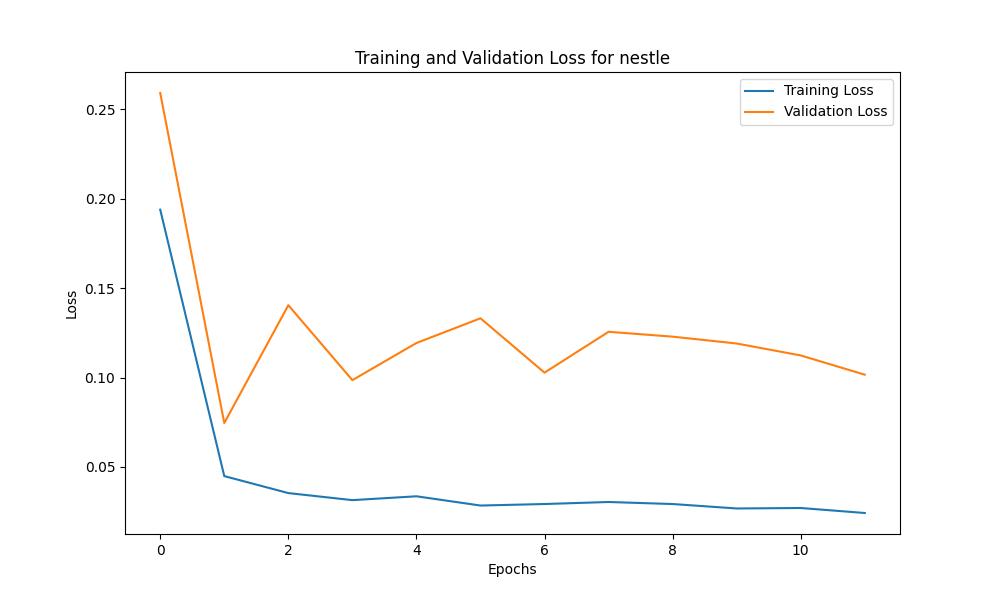 Training and Validation Loss for nestle
Training Loss
Validation Loss
0.25
0.20
0.15
0.10
0.05
Loss
0 2 4 6 8 10
Epochs